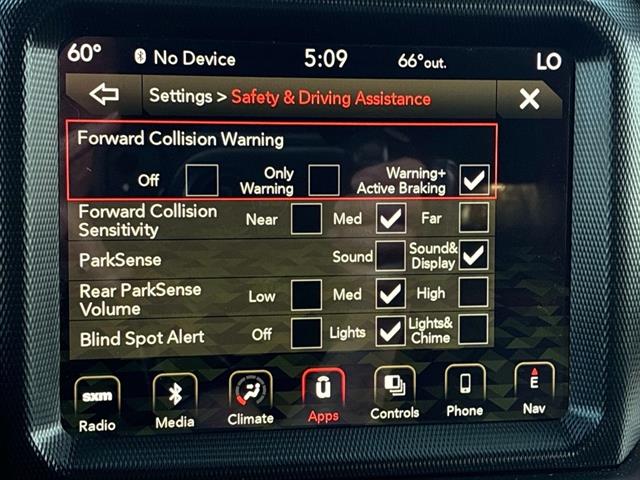 60° No Device 5:09 66°out. LO
Settings > Safety & Driving Assistance
Forward Collision Warning
Off Only Warning Warning+ Active Braking
Forward Collision Sensitivity Near Med Far
ParkSense Sound Sound& Display
Rear ParkSense Volume Low Med High
Blind Spot Alert Off Lights Lights& Chime
sxm E
Radio Media Climate Apps Controls Phone Nav